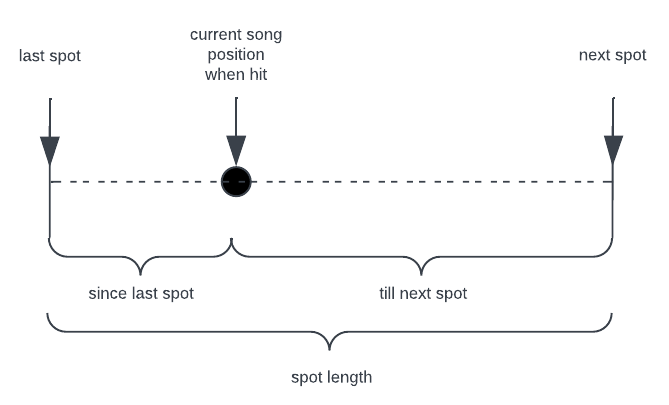 last spot
current song
position
when hit
next spot
since last spot
till next spot
spot length